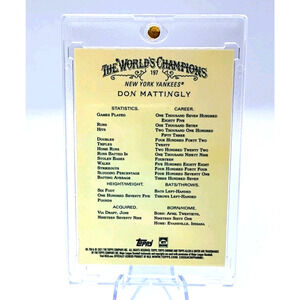 THE WORLD'S CHAMPIONS
197
NEW YORK YANKEES®
DON MATTINGLY
STATISTICS. CAREER.
GAMES PLAYED ONE THOUSAND SEVEN HUNDRED
EIGHTY FIVE
RUNS ONE THOUSAND SEVEN
HITS TWO THOUSAND ONE HUNDRED
FIFTY THREE
DOUBLES FOUR HUNDRED FORTY TWO
TRIPLES TWENTY
HOME RUNS TWO HUNDRED TWENTY TWO
RUNS BATTED IN ONE THOUSAND NINETY NINE
STOLEN BASES FOURTEEN
WALKS FIVE HUNDRED EIGHTY EIGHT
STRIKEOUTS FOUR HUNDRED FORTY FOUR
SLUGGING PERCENTAGE FOUR HUNDRED SEVENTY ONE
BATTING AVERAGE THREE HUNDRED SEVEN
HEIGHT/WEIGHT. BATS/THROWS.
SIX FOOT BATS LEFT-HANDED
ONE HUNDRED SEVENTY FIVE THROWS LEFT-HANDED
POUNDS
ACQUIRED. BORN/HOME.
VIA DRAFT, JUNE BORN: APRIL TWENTIETH,
NINETEEN SEVENTY NINE NINETEEN SIXTY ONE
HOME: EVANSVILLE, INDIANA
Topps